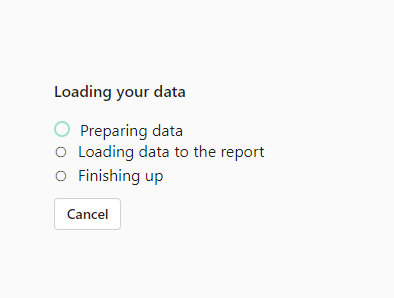 Loading your data
Preparing data
Loading data to the report
Finishing up
Cancel